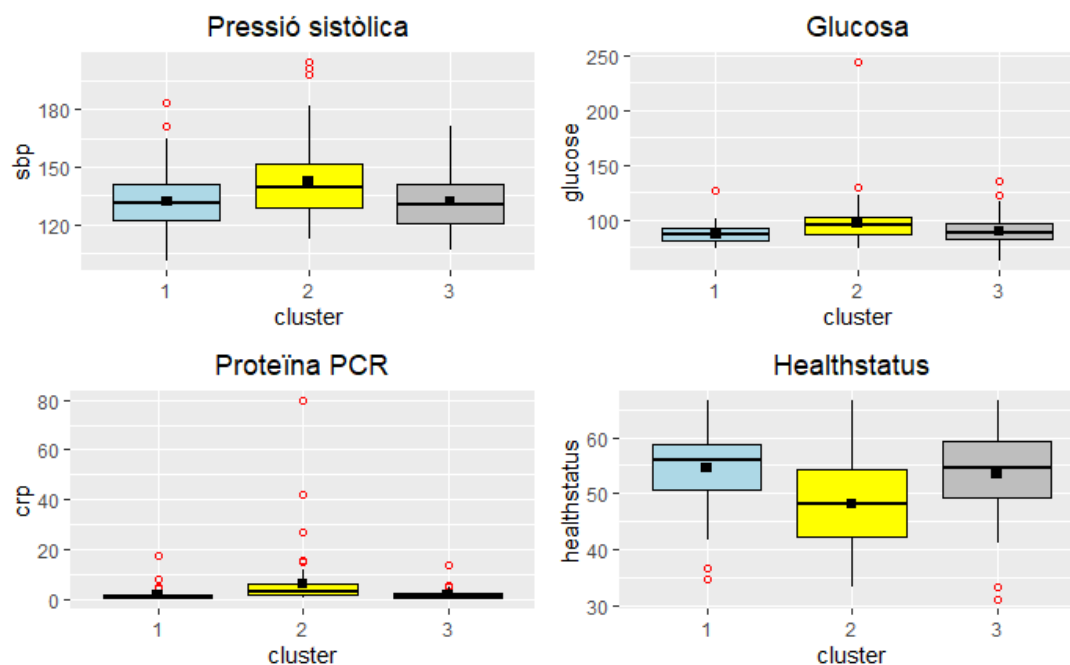 Pressió sistòlica
sbp
180
150
120
1 2 3
cluster
Glucosa
glucose
250
200
150
100
1 2 3
cluster
Proteïna PCR
crp
80
60
40
20
0
1 2 3
cluster
Healthstatus
healthstatus
60
50
40
30
1 2 3
cluster